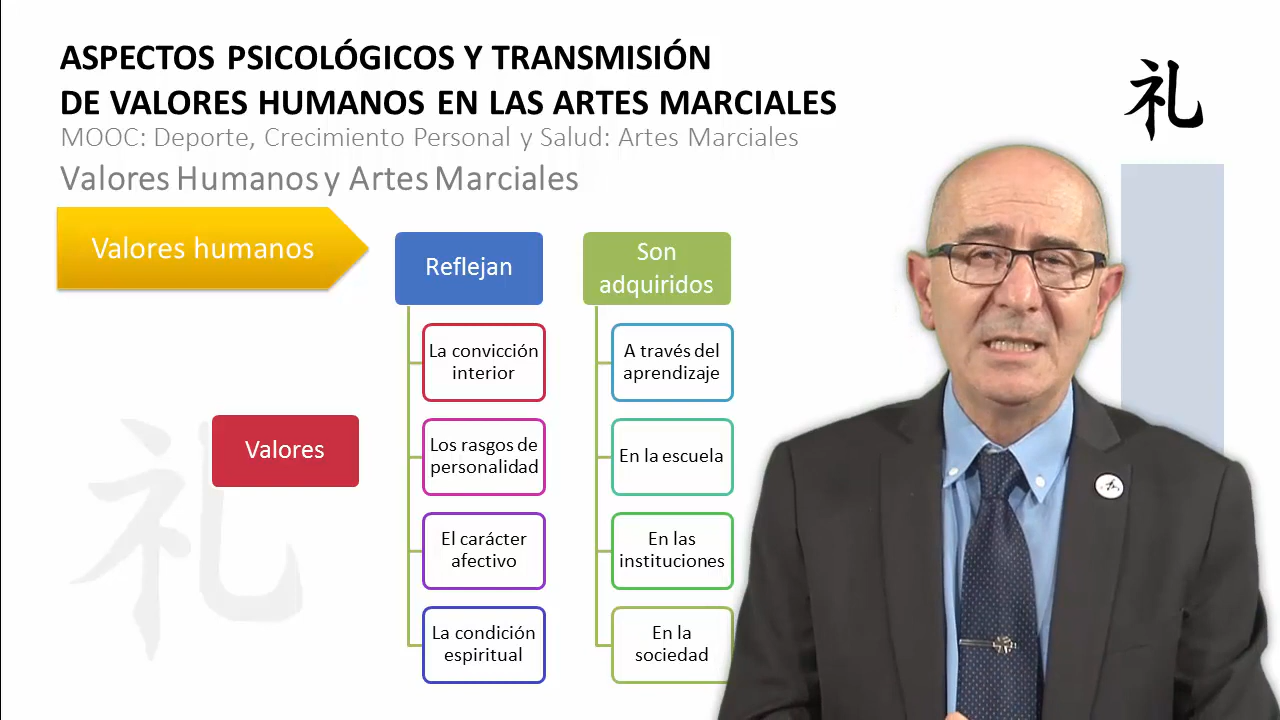 ASPECTOS PSICOLÓGICOS Y TRANSMISIÓN
DE VALORES HUMANOS EN LAS ARTES MARCIALES
MOOC: Deporte, Crecimiento Personal y Salud: Artes Marciales
Valores Humanos y Artes Marciales
礼
Valores humanos
Valores
礼
Reflejan
La convicción
interior
Los rasgos de
personalidad
El carácter
afectivo
La condición
espiritual
Son
adquiridos
A través del
aprendizaje
En la escuela
En las
instituciones
En la
sociedad